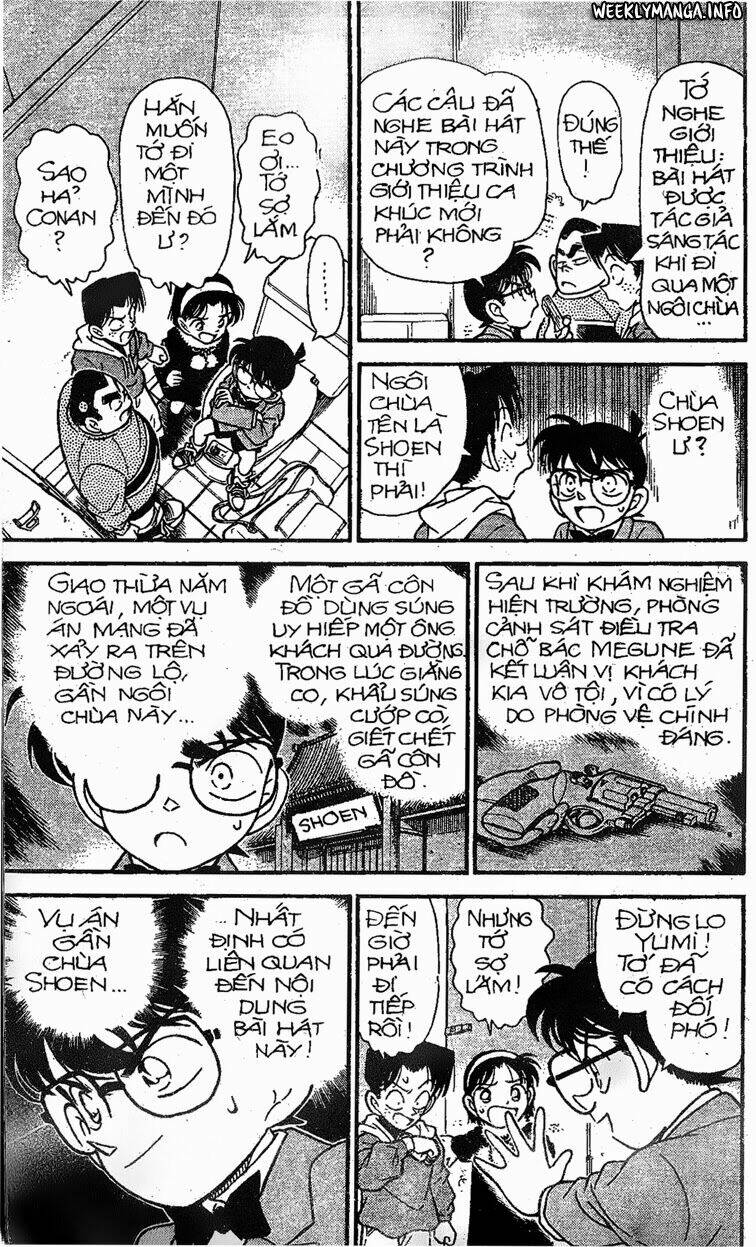 WEEKLYMANGA.INFO
TỚ
NGHE
GIỚI
THIỆU:
BÀI HÁT
ĐƯỢC
TÁC GIẢ
SÁNG TÁC
KHI ĐI
QUA MỘT
NGÔI CHÙA
...
ĐÚNG
THẾ
!
CÁC CẬU ĐÃ
NGHE BÀI HÁT
NÀY TRONG
CHƯƠNG TRÌNH
GIỚI THIỆU CA
KHÚC MỚI
PHẢI KHÔNG
?
EO
ƠI...
TỚ
SỢ
LẮM
HẮN
MUỐN
TỚ ĐI
MỘT
MÌNH
ĐẾN ĐÓ
Ư?
SAO
HẢ
CONAN
?
......
CHÙA
SHOEN
Ư?
NGÔI
CHÙA
TÊN LÀ
SHOEN
THÌ
PHẢI!
SAU KHI KHÁM NGHIỆM
HIỆN TRƯỜNG, PHÒNG
CẢNH SÁT ĐIỀU TRA
CHỖ BÁC MEGUNE ĐÃ
KẾT LUẬN VỊ KHÁCH
KIA VÔ TỘI, VÌ CÓ LÝ
DO PHÒNG VỆ CHÍNH
ĐÁNG.
MỘT GÃ CÔN
ĐỒ DÙNG SÚNG
UY HIẾP MỘT ÔNG
KHÁCH QUA ĐƯỜNG.
TRONG LÚC GIẰNG
CO, KHẨU SÚNG
CƯỚP CÒ,
GIẾT CHẾT
GÃ CÔN
ĐỒ.
GIAO THỪA NĂM
NGOÁI, MỘT VỤ
ÁN MẠNG ĐÃ
XẢY RA TRÊN
ĐƯỜNG LỘ,
GẦN NGÔI
CHÙA NÀY...
SHOEN
ĐỪNG LO
YUMI!
TỚ ĐÃ
CÓ CÁCH
ĐỐI
PHÓ!
NHƯNG
TỚ
SỢ
LẮM!
ĐẾN
GIỜ
PHẢI
ĐI
TIẾP
RỒI!
... NHẤT
ĐỊNH CÓ
LIÊN QUAN
ĐẾN NỘI
DUNG
BÀI HÁT
NÀY!
VỤ ÁN
GẦN
CHÙA
SHOEN...